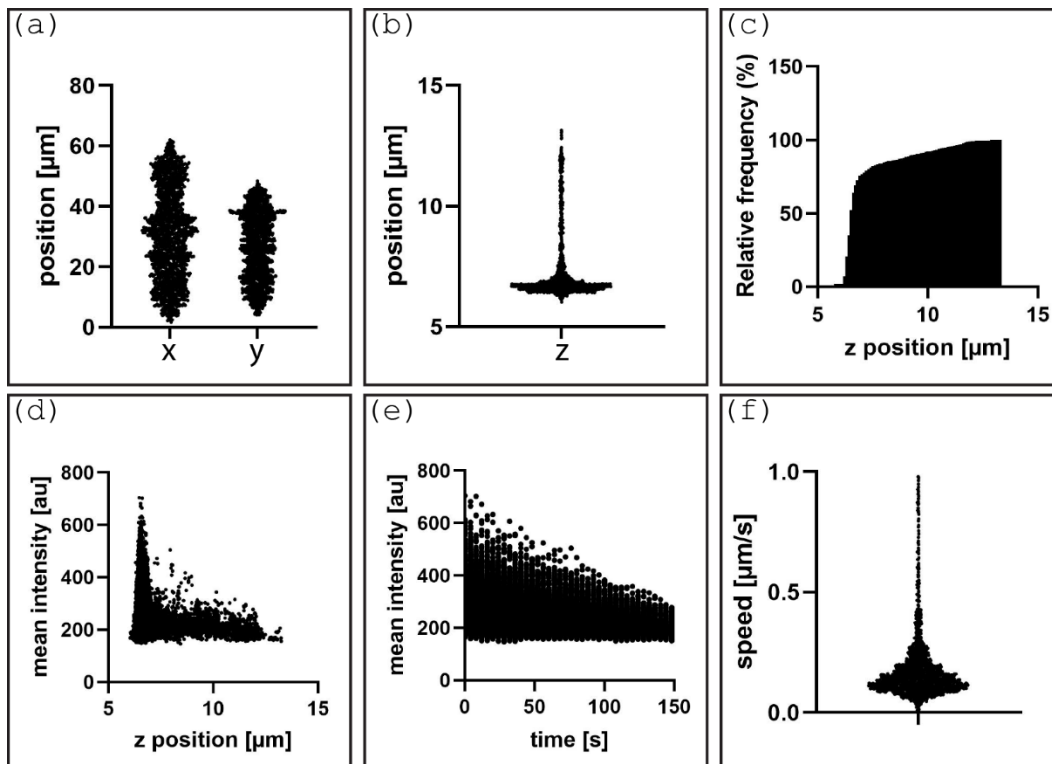 (a)
80
60
40
20
0
position [µm]
x y
(b)
15
10
5
position [µm]
z
(c)
150
100
50
0
Relative frequency (%)
5 10 15
z position [µm]
(d)
800
600
400
200
0
mean intensity [au]
5 10 15
z position [µm]
(e)
800
600
400
200
0
mean intensity [au]
0 50 100 150
time [s]
(f)
1.0
0.5
0.0
speed [µm/s]